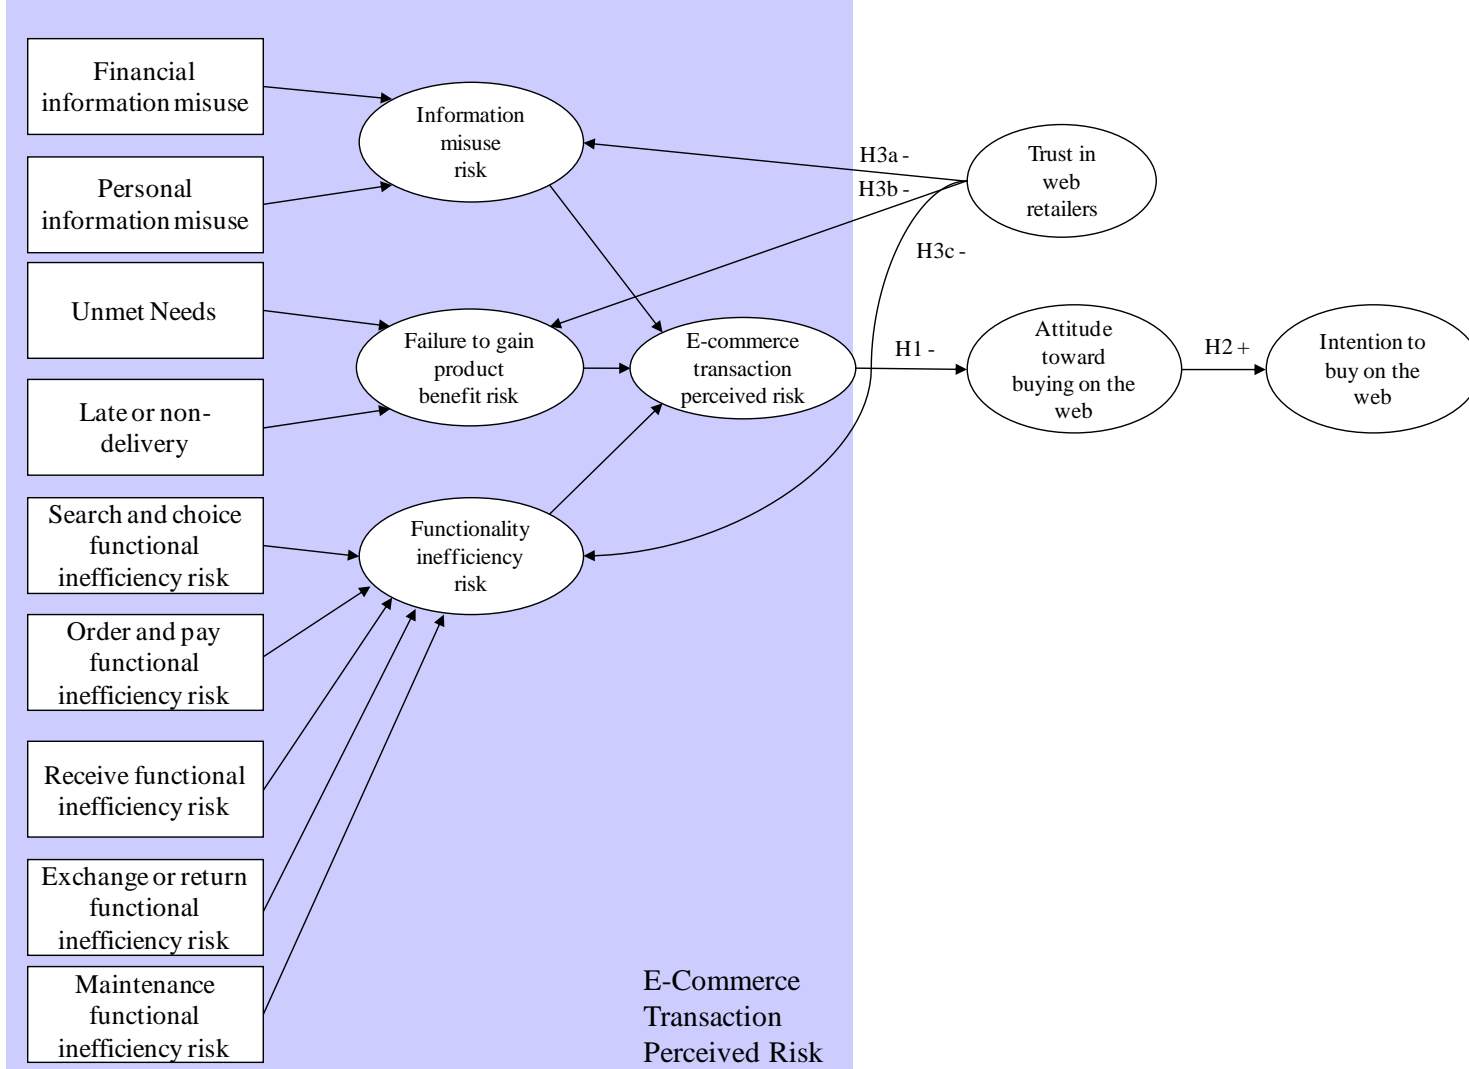 Financial
information misuse
Personal
information misuse
Unmet Needs
Late or non-
delivery
Search and choice
functional
inefficiency risk
Order and pay
functional
inefficiency risk
Receive functional
inefficiency risk
Exchange or return
functional
inefficiency risk
Maintenance
functional
inefficiency risk
Information
misuse
risk
Failure to gain
product
benefit risk
Functionality
inefficiency
risk
E-commerce
transaction
perceived risk
E-Commerce
Transaction
Perceived Risk
H3a -
H3b -
H3c -
Trust in
web
retailers
H1 -
Attitude
toward
buying on the
web
H2 +
Intention to
buy on the
web